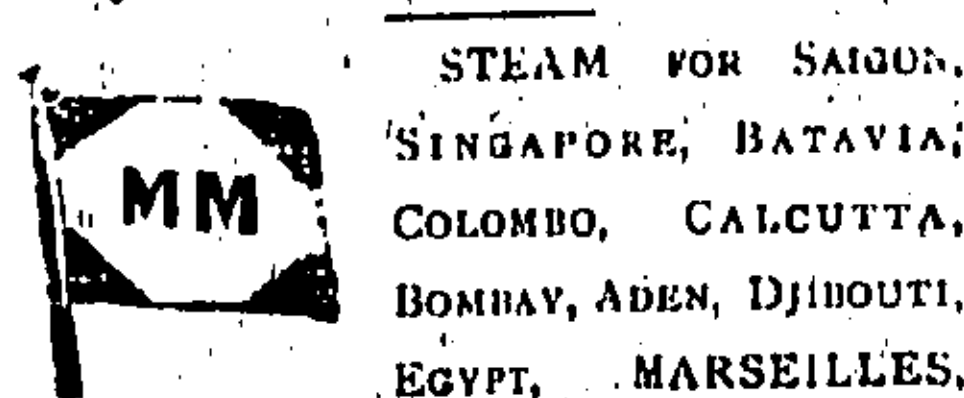 STEAM FOR SAIGON,
SINGAPORE, BATAVIA,
MM
COLOMBO, CALCUTTA,
BOMBAY, ADEN, DJIBOUTI,
EGYPT, MARSEILLES,